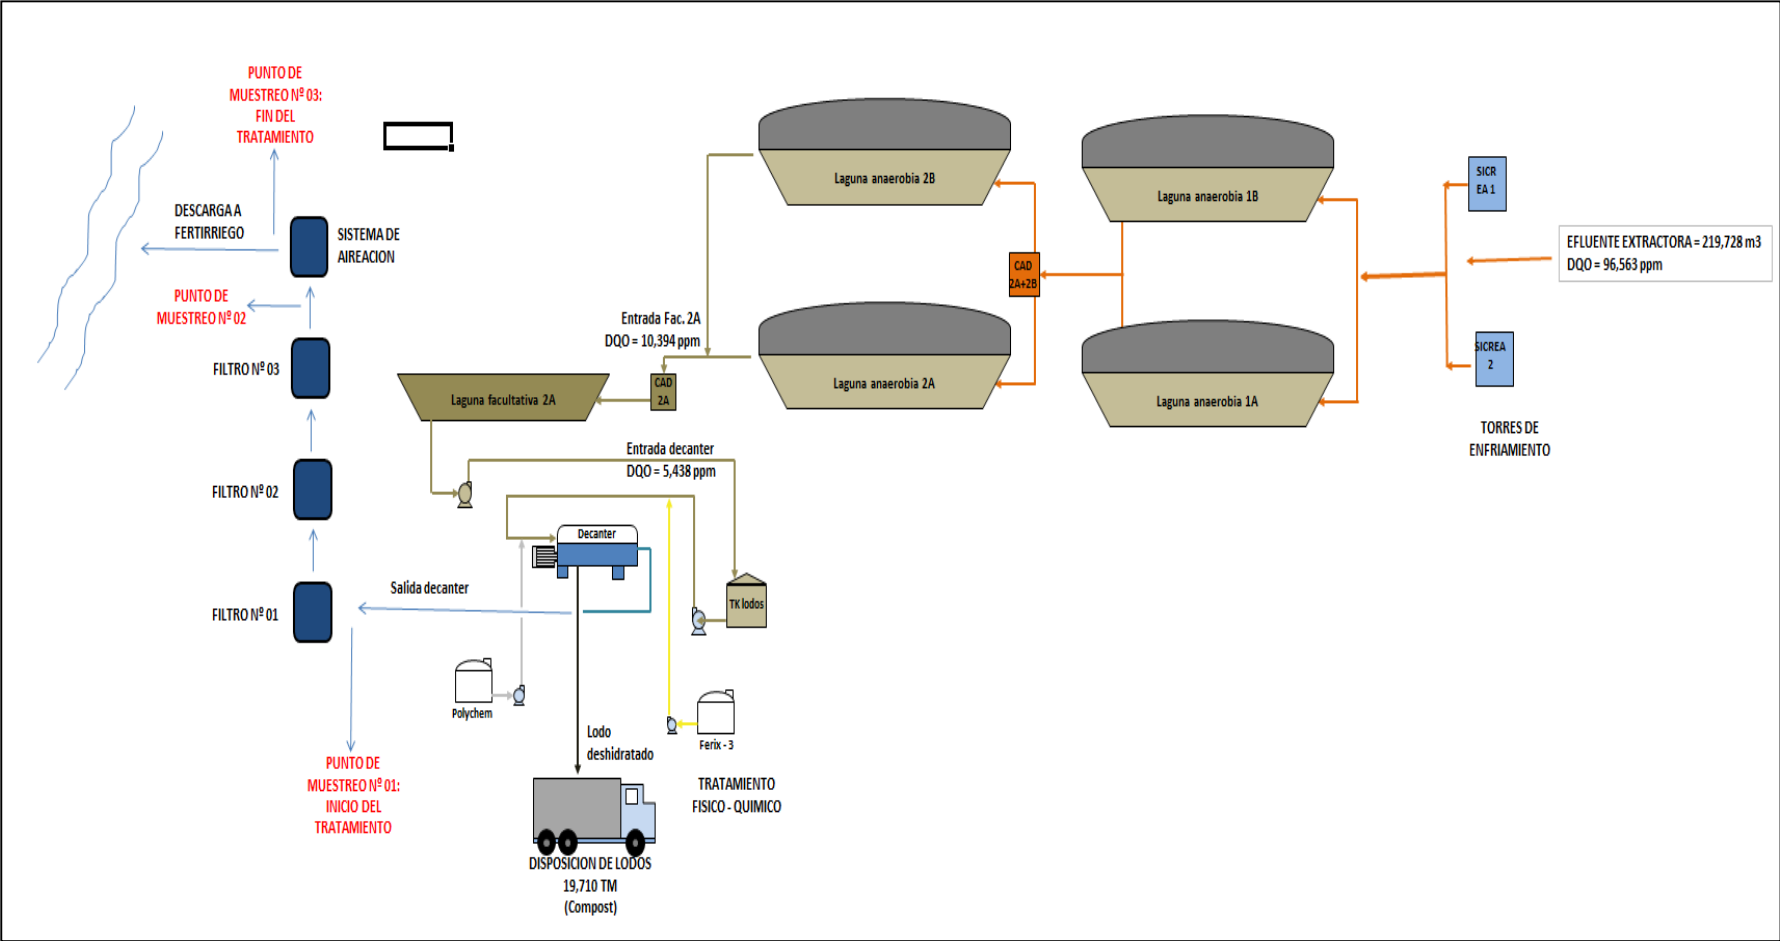 PUNTO DE
MUESTREO Nº 03:
FIN DEL
TRATAMIENTO
DESCARGA A
FERTIRRIEGO
SISTEMA DE
AIREACION
PUNTO DE
MUESTREO Nº 02
FILTRO Nº 03
FILTRO Nº 02
FILTRO Nº 01
Salida decanter
PUNTO DE
MUESTREO Nº 01:
INICIO DEL
TRATAMIENTO
Laguna anaerobia 2B
Laguna anaerobia 1B
SICR
EA 1
EFLUENTE EXTRACTORA = 219,728 m3
DQO = 96,563 ppm
CAD
2A+2B
Entrada Fac. 2A
DQO = 10,394 ppm
Laguna anaerobia 2A
Laguna anaerobia 1A
SICREA
2
TORRES DE
ENFRIAMIENTO
CAD
2A
Laguna facultativa 2A
Entrada decanter
DQO = 5,438 ppm
Decanter
TK lodos
Polychem
Ferix - 3
Lodo
deshidratado
TRATAMIENTO
FISICO - QUIMICO
DISPOSICION DE LODOS
19,710 TM
(Compost)